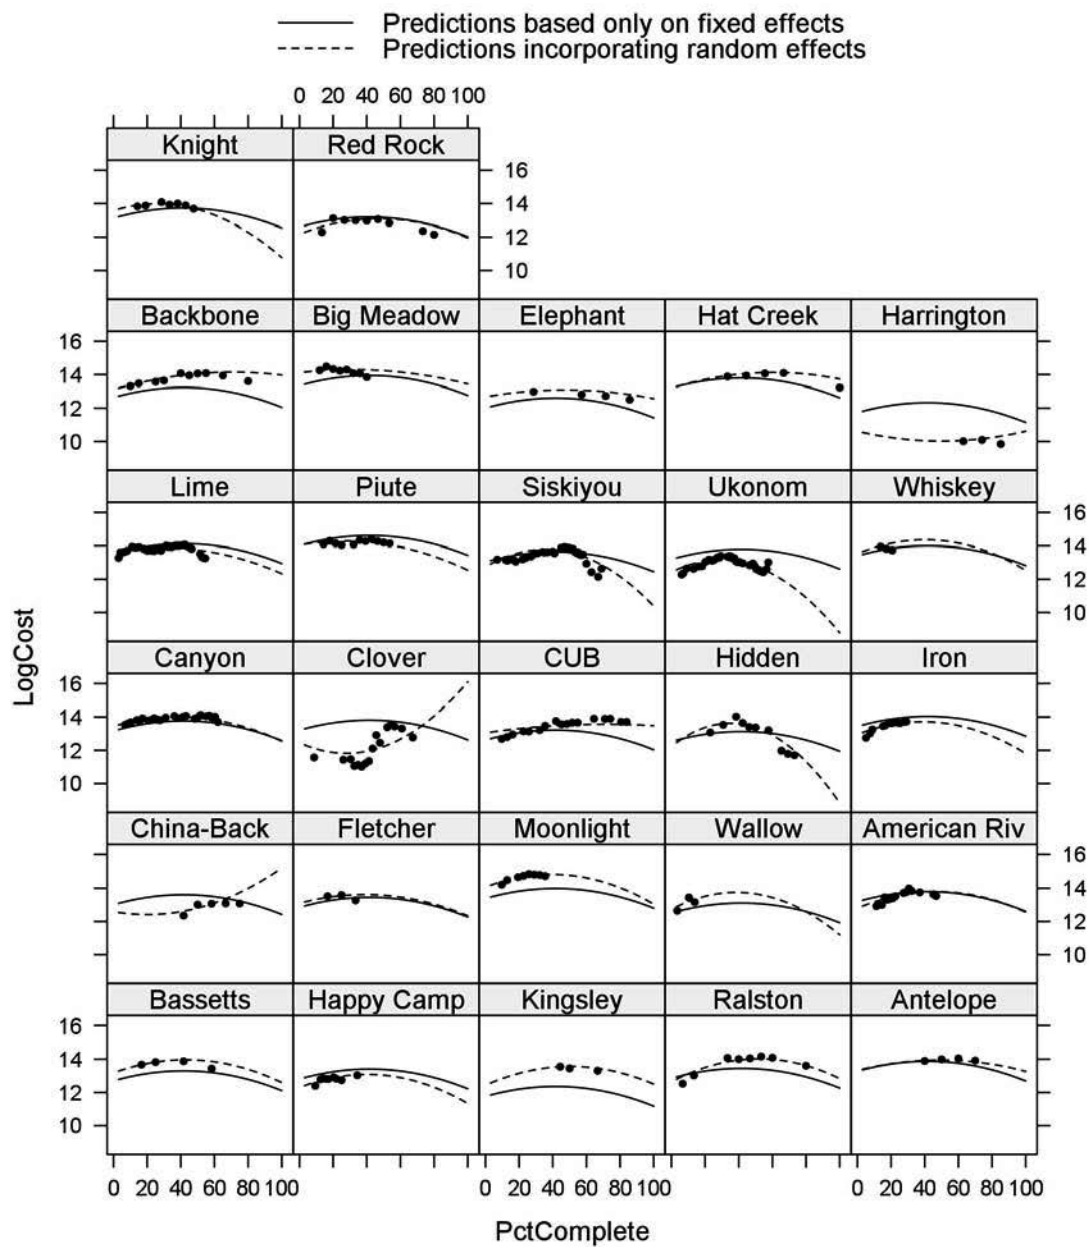 Predictions based only on fixed effects
Predictions incorporating random effects
0 20 40 60 80 100
Knight Red Rock
16
14
12
10
Backbone Big Meadow Elephant Hat Creek Harrington
16
14
12
10
Lime Piute Siskiyou Ukonom Whiskey
16
14
12
10
Canyon Clover CUB Hidden Iron
16
14
12
10
China-Back Fletcher Moonlight Wallow American Riv
16
14
12
10
Bassetts Happy Camp Kingsley Ralston Antelope
16
14
12
10
0 20 40 60 80 100 0 20 40 60 80 100 0 20 40 60 80 100
LogCost
PctComplete